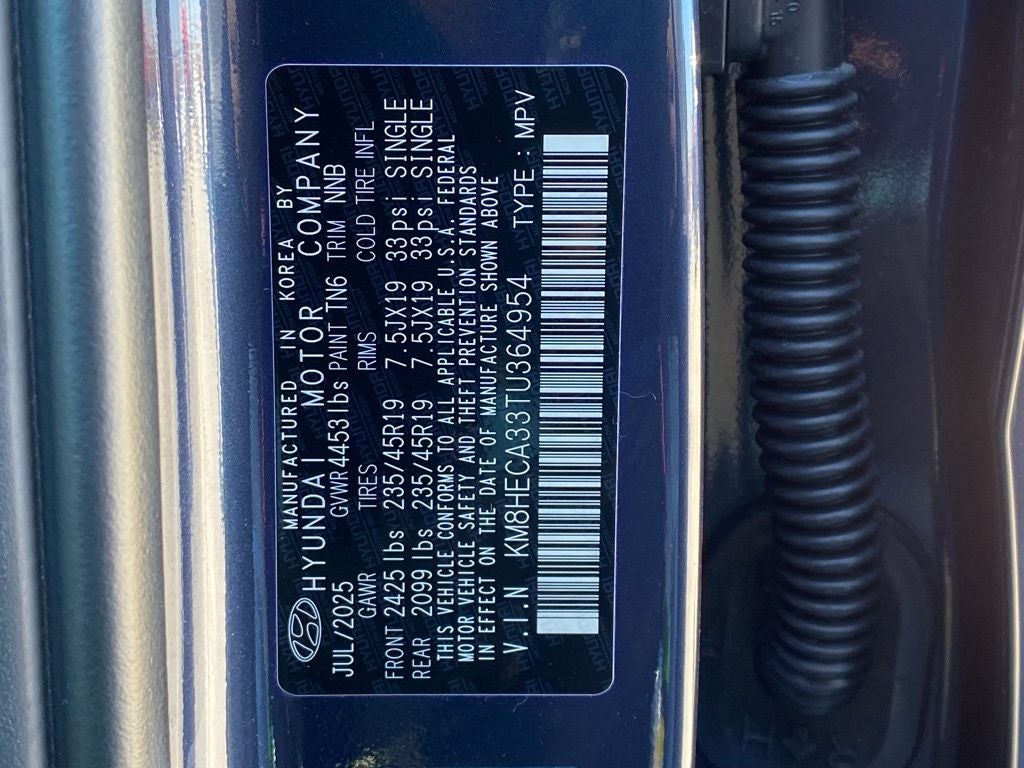 MANUFACTURED IN KOREA BY
HYUNDAI MOTOR COMPANY
JUL/2025 GVWR4453lbs PAINT TN6 TRIM NNB
GAWR TIRES RIMS COLD TIRE INFL
FRONT 2425 lbs 235/45R19 7.5JX19 33psi SINGLE
REAR 2099 lbs 235/45R19 7.5JX19 33psi SINGLE
THIS VEHICLE CONFORMS TO ALL APPLICABLE U.S.A. FEDERAL
MOTOR VEHICLE SAFETY AND THEFT PREVENTION STANDARDS
IN EFFECT ON THE DATE OF MANUFACTURE SHOWN ABOVE
V.I.N KM8HECA33TU364954 TYPE : MPV